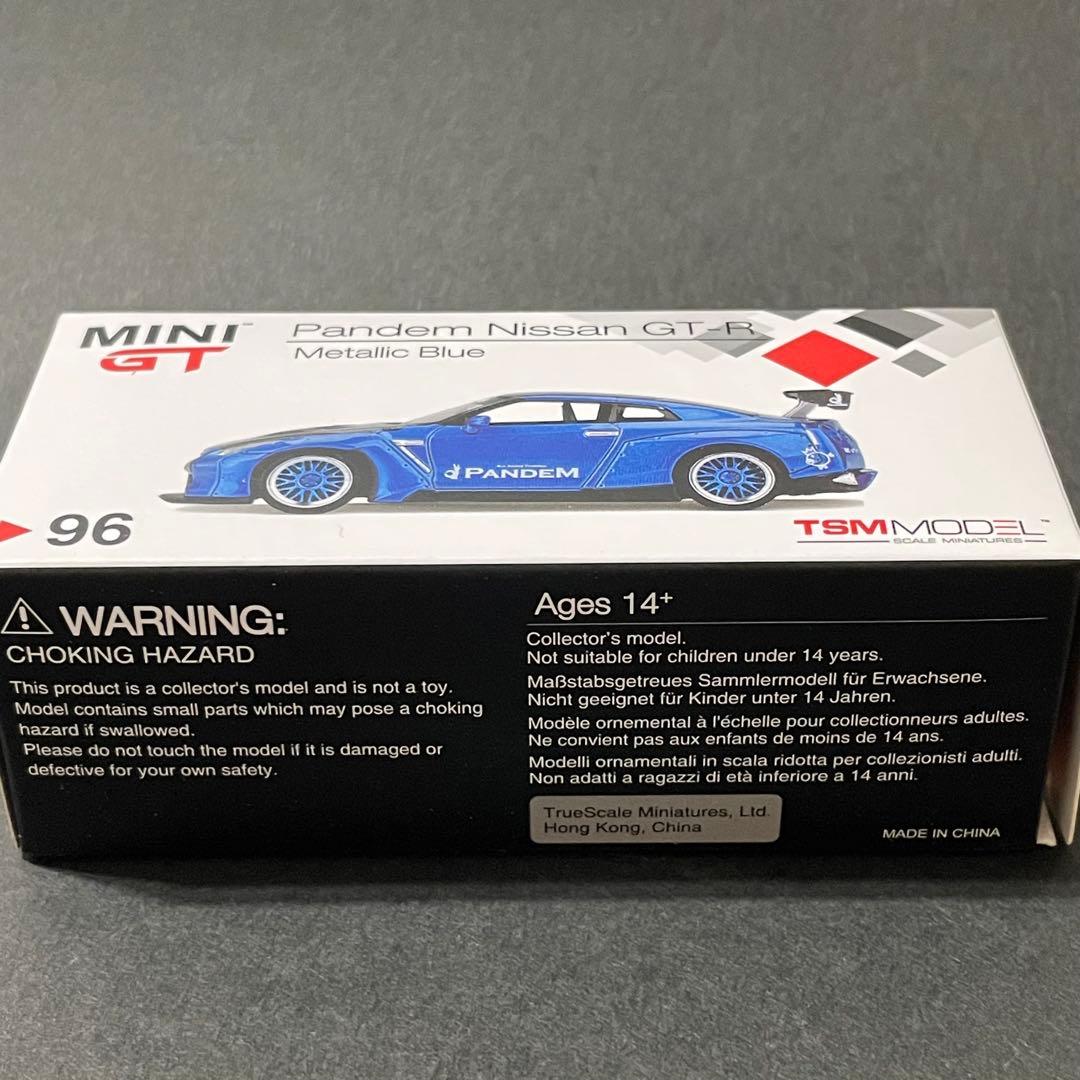 MINI GT™
Pandem Nissan GT-R
Metallic Blue
PANDEM
96
TSMMODEL™
SCALE MINIATURES
WARNING:
CHOKING HAZARD
This product is a collector's model and is not a toy.
Model contains small parts which may pose a choking
hazard if swallowed.
Please do not touch the model if it is damaged or
defective for your own safety.
Ages 14+
Collector's model.
Not suitable for children under 14 years.
Maßstabsgetreues Sammlermodell für Erwachsene.
Nicht geeignet für Kinder unter 14 Jahren.
Modèle ornemental à l'échelle pour collectionneurs adultes.
Ne convient pas aux enfants de moins de 14 ans.
Modelli ornamentali in scala ridotta per collezionisti adulti.
Non adatti a ragazzi di età inferiore a 14 anni.
TrueScale Miniatures, Ltd.
Hong Kong, China
MADE IN CHINA